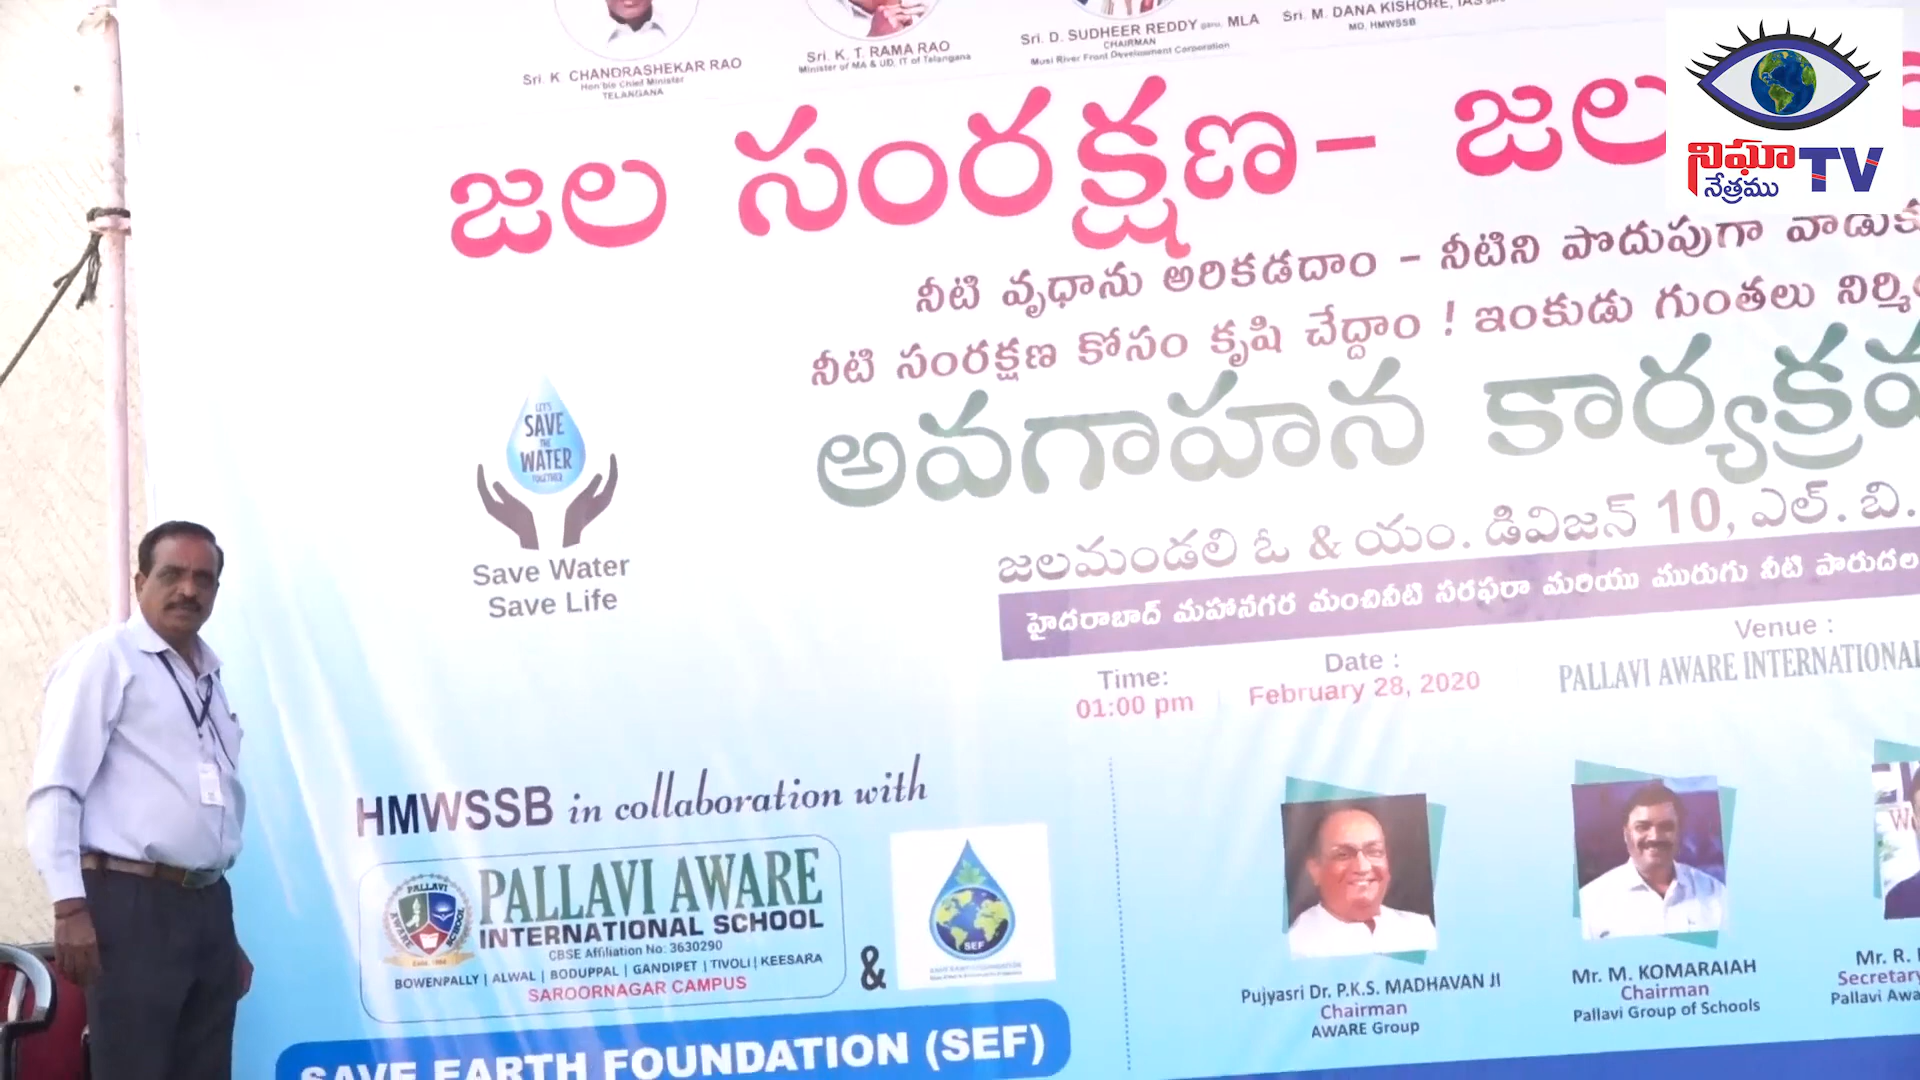 Sri. K. CHANDRASHEKAR RAO
Hon'ble Chief Minister
TELANGANA
Sri. K. T. RAMA RAO
Minister of MA & UD, IT of Telangana
Sri. D. SUDHEER REDDY garu, MLA
CHAIRMAN
Musi River Front Development Corporation
Sri. M. DANA KISHORE, IAS
MD, HMWSSB
నిఘా
నేత్రము
TV
జల సంరక్షణ- జల
నీటి వృధాను అరికడదాం - నీటిని పొదుపుగా
నీటి సంరక్షణ కోసం కృషి చేద్దాం ! ఇంకుడు గుంతలు
అవగాహన
జలమండలి ఓ & యం. డివిజన్ 10, ఎల్. బి.
హైదరాబాద్ మహానగర మంచినీటి సరఫరా మరియు మురుగు నీటి
LET'S
SAVE
THE
WATER
TOGETHER
Save Water
Save Life
Time:
01:00 pm
Date :
February 28, 2020
Venue :
PALLAVI AWARE INTERNATIONAL
HMWSSB in collaboration with
PALLAVI
AWARE
SCHOOL
PALLAVI AWARE
INTERNATIONAL SCHOOL
CBSE Affiliation No: 3630290
BOWENPALLY | ALWAL | BODUPPAL | GANDIPET | TIVOLI | KEESARA
SAROORNAGAR CAMPUS
&
SEF
SAVE EARTH FOUNDATION (SEF)
Pujyasri Dr. P.K.S. MADHAVAN JI
Chairman
AWARE Group
Mr. M. KOMARAIAH
Chairman
Pallavi Group of Schools
Mr. R.
Secretary
Pallavi